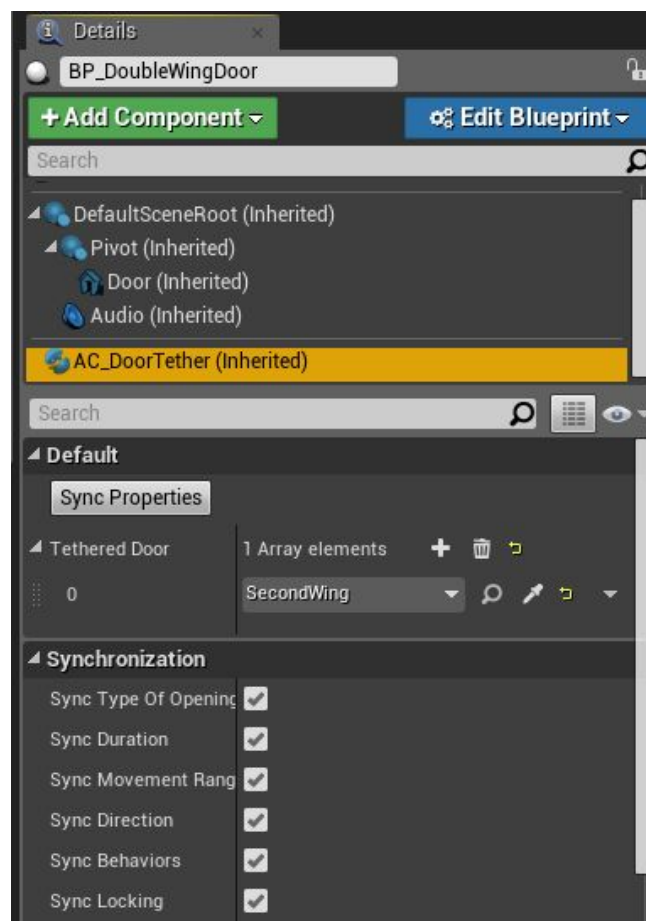 Details
BP_DoubleWingDoor
+ Add Component
Edit Blueprint
Search
DefaultSceneRoot (Inherited)
Pivot (Inherited)
Door (Inherited)
Audio (Inherited)
AC_DoorTether (Inherited)
Search
Default
Sync Properties
Tethered Door 1 Array elements
0 SecondWing
Synchronization
Sync Type Of Opening
Sync Duration
Sync Movement Rang
Sync Direction
Sync Behaviors
Sync Locking